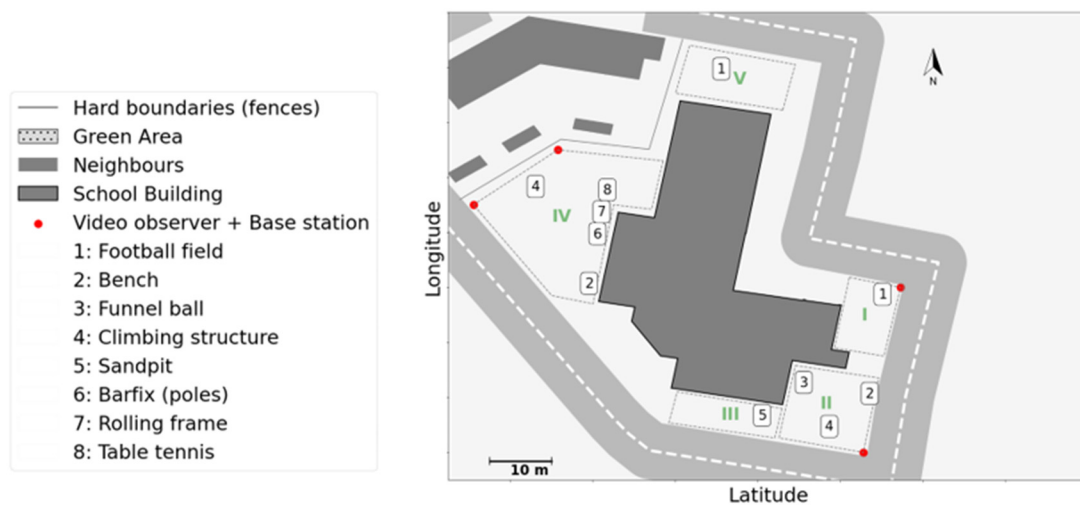 Hard boundaries (fences)
Green Area
Neighbours
School Building
Video observer + Base station
1: Football field
2: Bench
3: Funnel ball
4: Climbing structure
5: Sandpit
6: Barfix (poles)
7: Rolling frame
8: Table tennis
Longitude
1
V
N
4
8
IV
7
6
2
1
I
3
2
II
III
5
4
10 m
Latitude